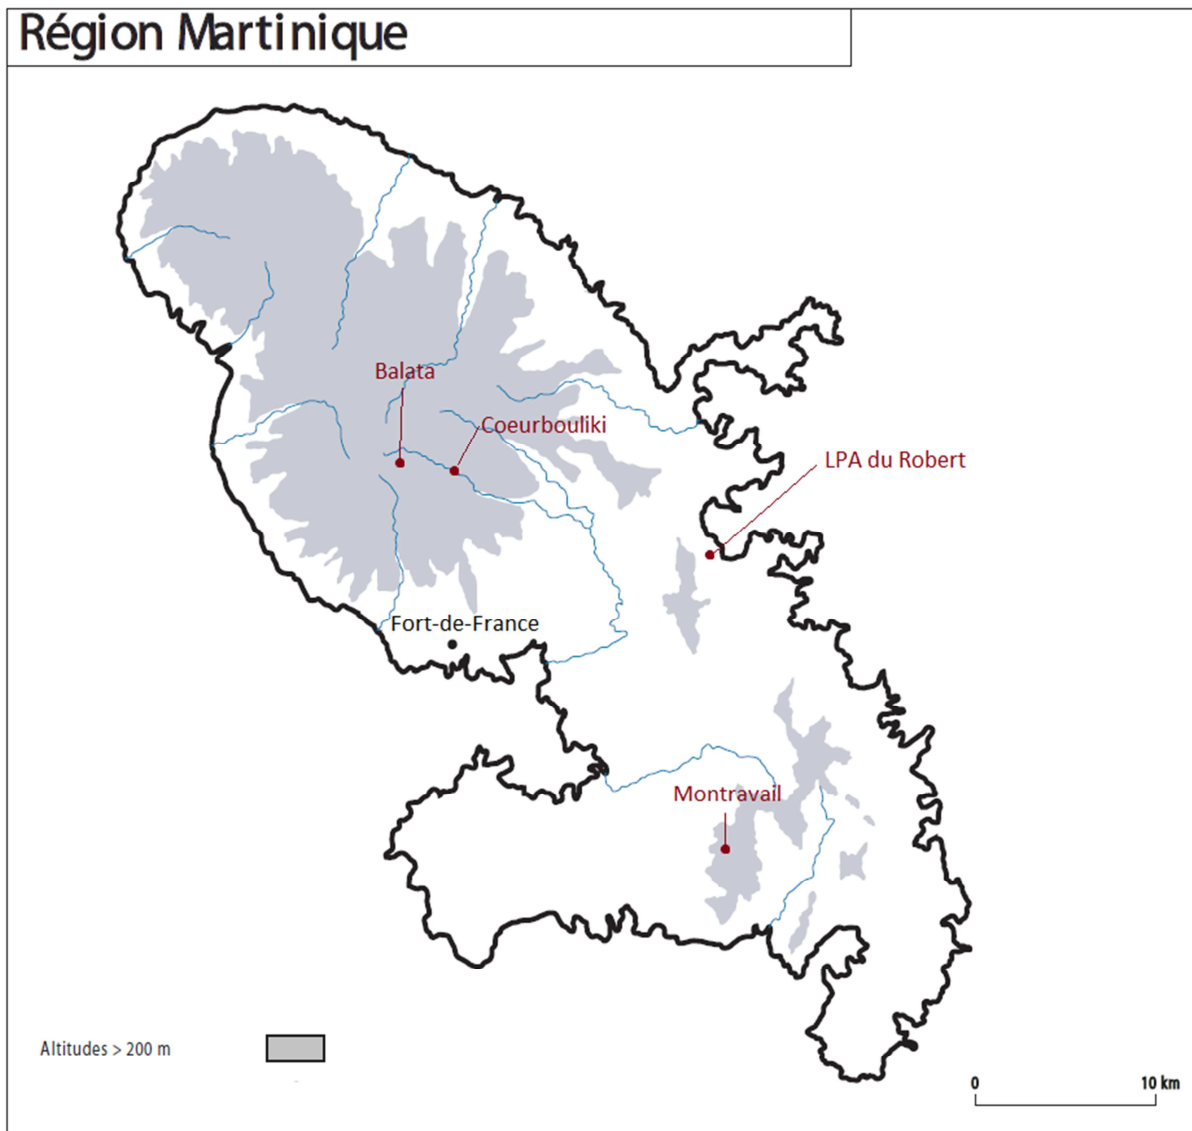 Région Martinique
Balata
Coeurbouliki
LPA du Robert
Fort-de-France
Montravail
Altitudes > 200 m
0 10 km